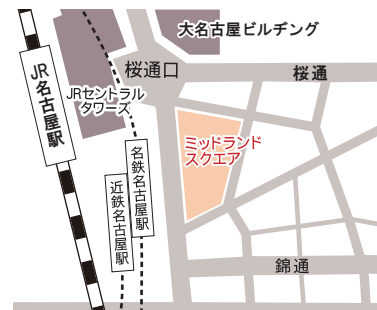 大名古屋ビルヂング
桜通口
桜通
JR名古屋駅
JRセントラル
タワーズ
ミッドランド
スクエア
名鉄名古屋駅
近鉄名古屋駅
錦通